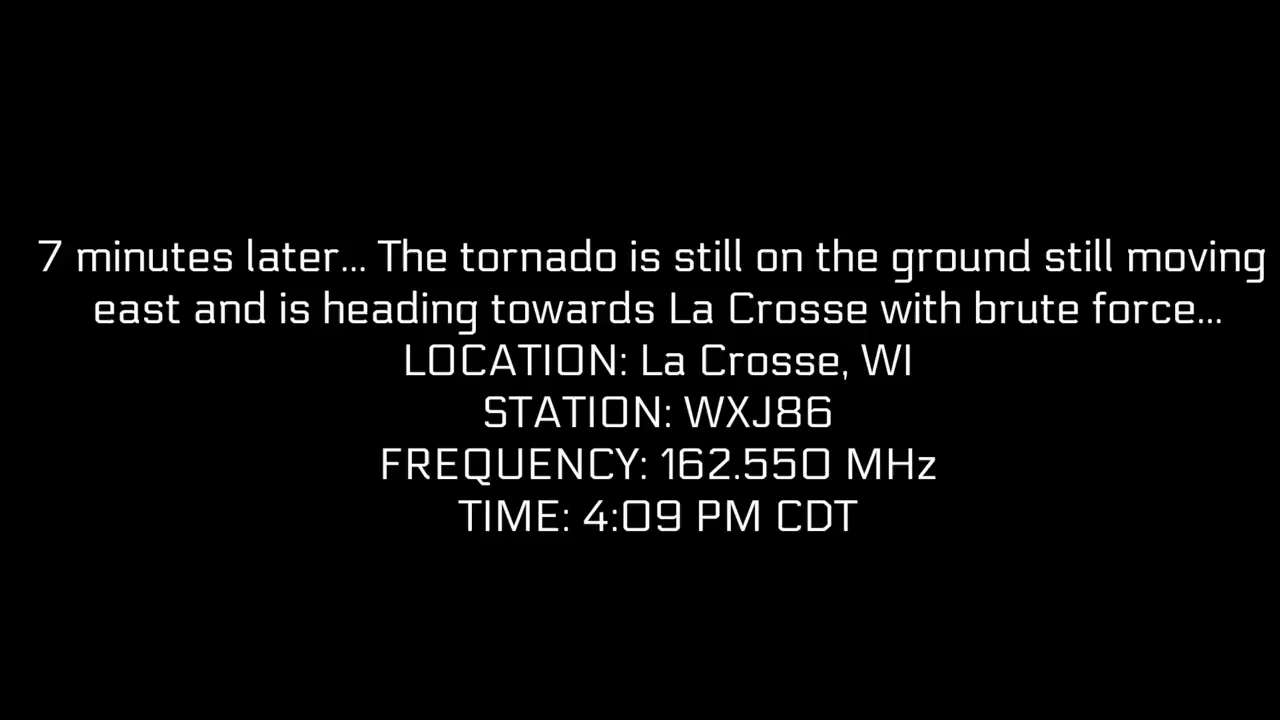 7 minutes later... The tornado is still on the ground still moving
east and is heading towards La Crosse with brute force...
LOCATION: La Crosse, WI
STATION: WXJ86
FREQUENCY: 162.550 MHz
TIME: 4:09 PM CDT